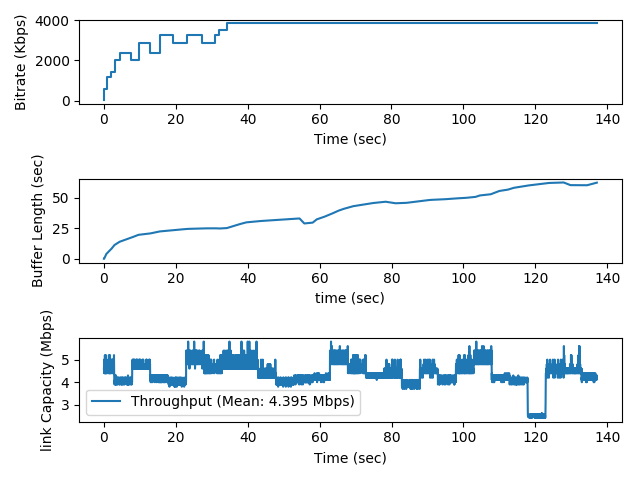 Bitrate (Kbps)
4000
2000
0
0 20 40 60 80 100 120 140
Time (sec)
Buffer Length (sec)
50
25
0
0 20 40 60 80 100 120 140
time (sec)
link Capacity (Mbps)
5
4
3
Throughput (Mean: 4.395 Mbps)
0 20 40 60 80 100 120 140
Time (sec)